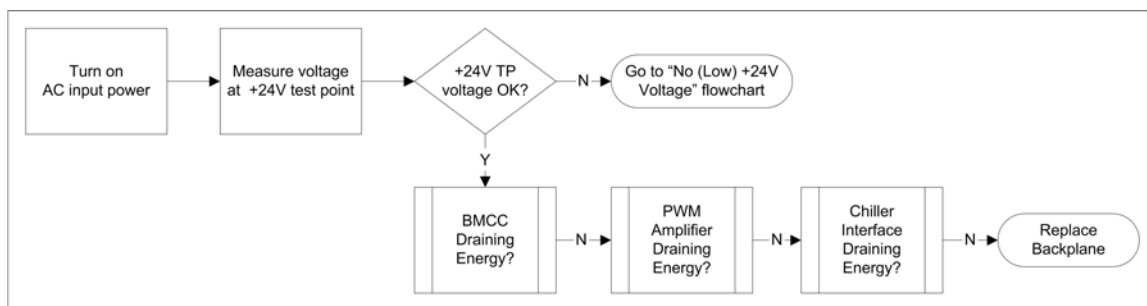 Turn on
AC input power
Measure voltage
at +24V test point
+24V TP
voltage OK?
N
Go to “No (Low) +24V
Voltage” flowchart
Y
BMCC
Draining
Energy?
N
PWM
Amplifier
Draining
Energy?
N
Chiller
Interface
Draining
Energy?
N
Replace
Backplane